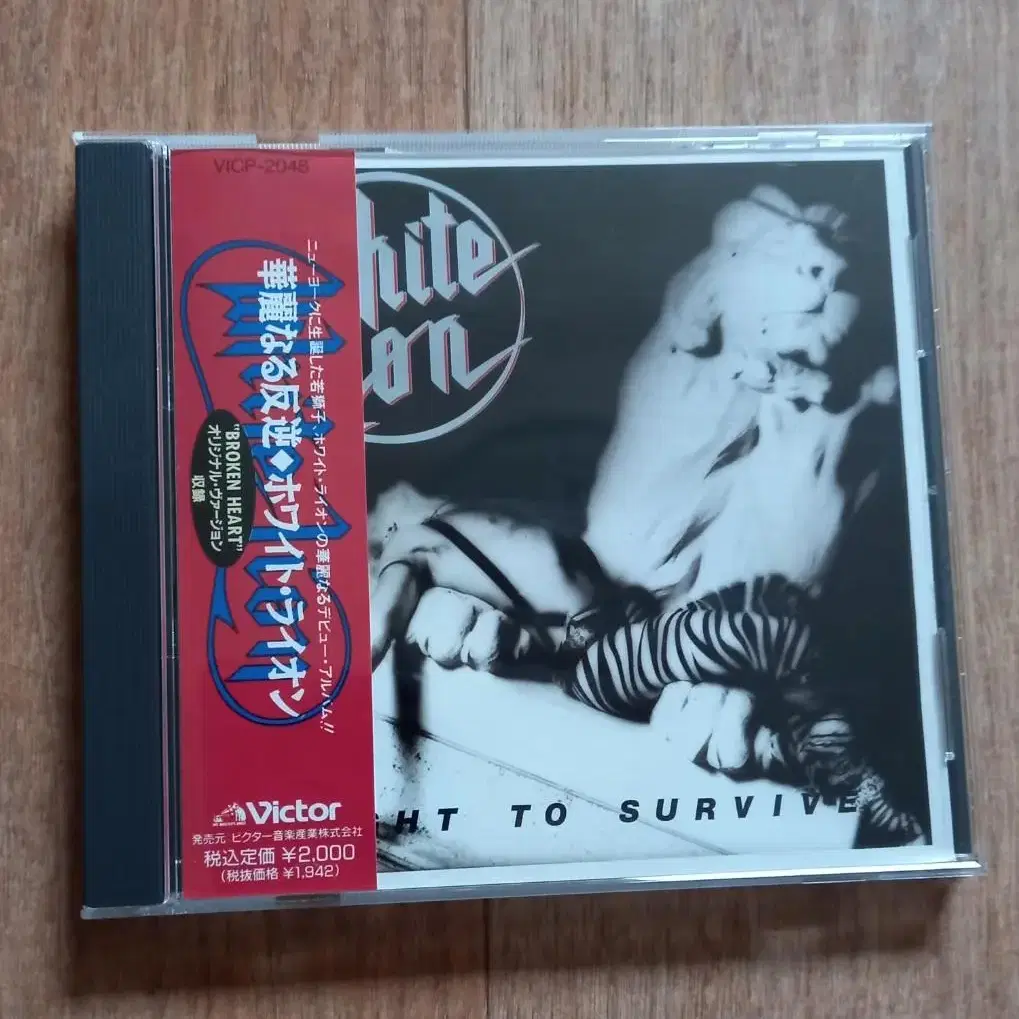 VICP-2048
ニューヨークに生誕した若獅子、ホワイト・ライオンの華麗なるデビュー・アルバム!!
華麗なる反逆◆ホワイト・ライオン
"BROKEN HEART"
オリジナル・ヴァージョン
収録
Victor
発売元 ビクター音楽産業株式会社
税込定価 ¥2,000
(税抜価格 ¥1,942)
hite
ion
GHT TO SURVIVE